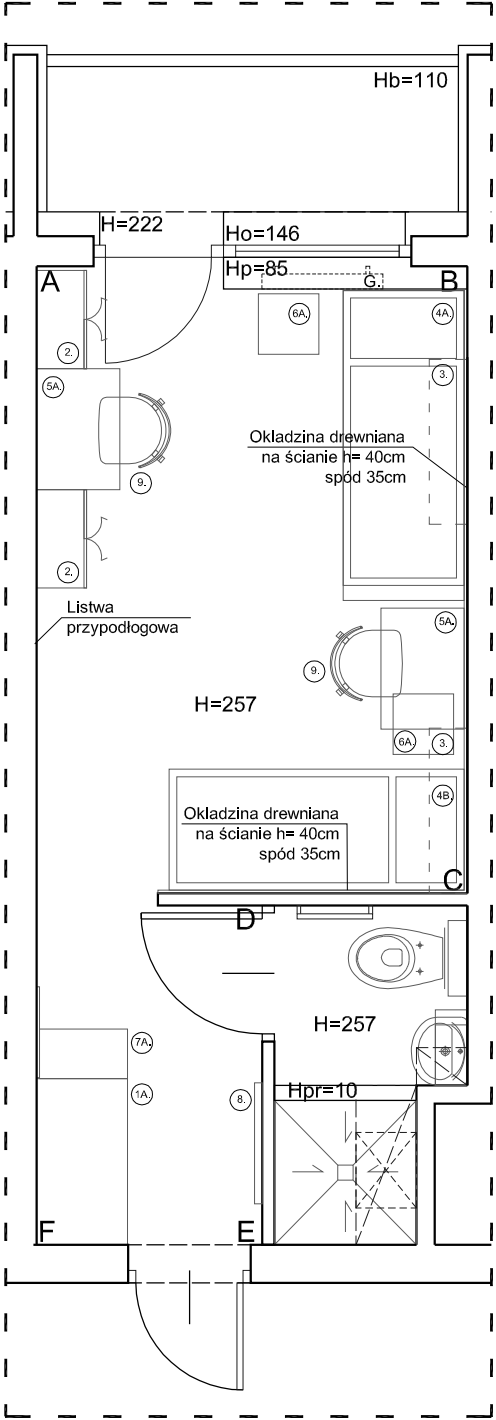 Hb=110
H=222
Ho=146
Hp=85
G.
A
B
6A.
4A.
2.
3.
5A.
Okladzina drewniana
na ścianie h= 40cm
spód 35cm
9.
2.
Listwa
przypodłogowa
5A.
9.
H=257
6A.
3.
4B.
Okladzina drewniana
na ścianie h= 40cm
spód 35cm
C
D
H=257
7A.
1A.
8.
Hpr=10
F
E